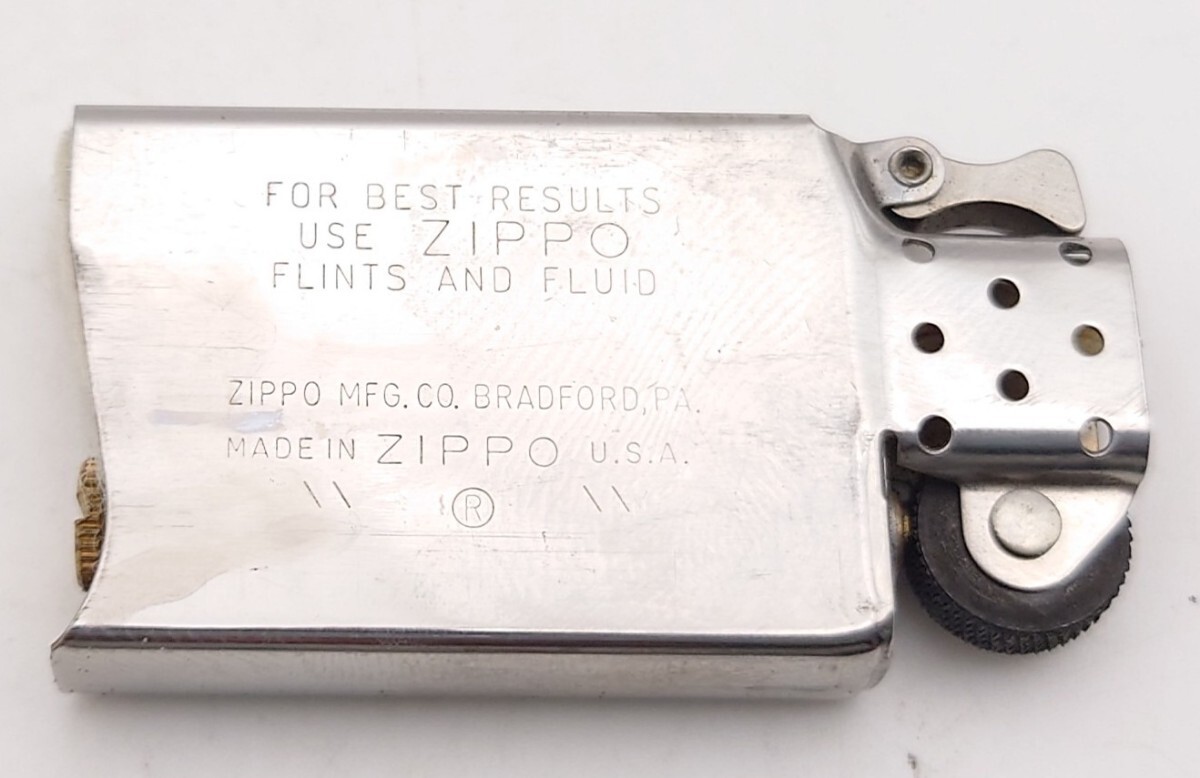 FOR BEST RESULTS
USE ZIPPO
FLINTS AND FLUID
ZIPPO MFG. CO. BRADFORD, PA.
MADE IN ZIPPO U.S.A.
\\ ® \\